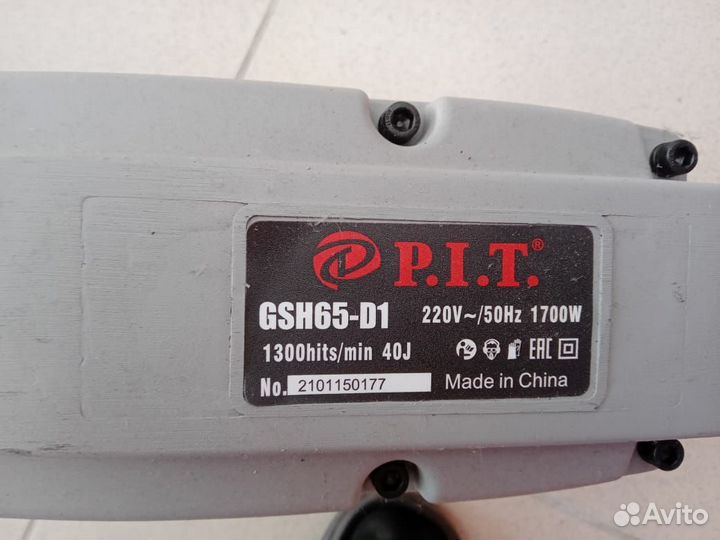 P.I.T.®
GSH65-D1 220V~/50Hz 1700W
1300hits/min 40J EAC
No. 2101150177 Made in China
Avito